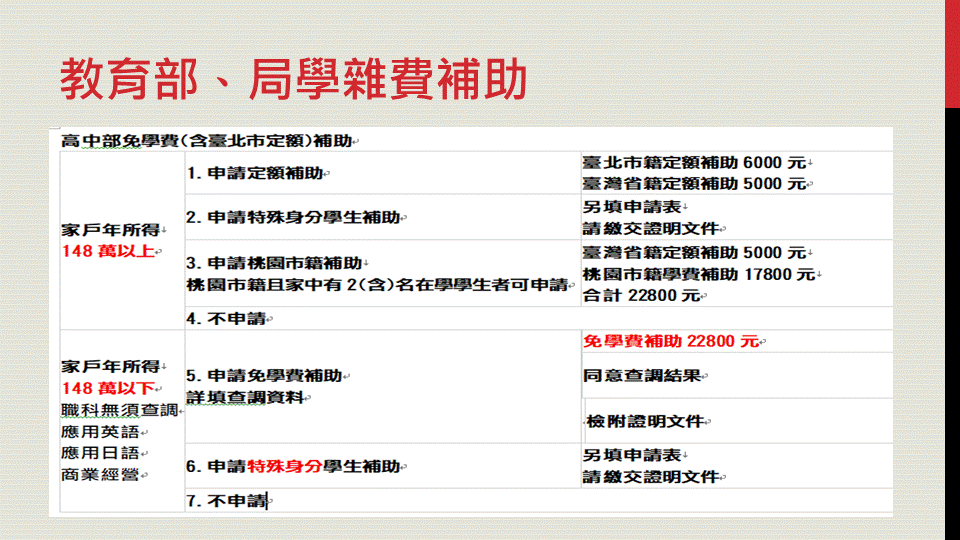 教育部、局學雜費補助
高中部免學費(含臺北市定額)補助
家戶年所得
148 萬以上
1. 申請定額補助
臺北市籍定額補助 6000 元
臺灣省籍定額補助 5000 元
2. 申請特殊身分學生補助
另填申請表
請繳交證明文件
3. 申請桃園市籍補助
桃園市籍且家中有 2(含)名在學學生者可申請
臺灣省籍定額補助 5000 元
桃園市籍學費補助 17800 元
合計 22800 元
4. 不申請
家戶年所得
148 萬以下
職科無須查調
應用英語
應用日語
商業經營
5. 申請免學費補助
詳填查調資料
免學費補助 22800 元
同意查調結果
檢附證明文件
6. 申請特殊身分學生補助
另填申請表
請繳交證明文件
7. 不申請